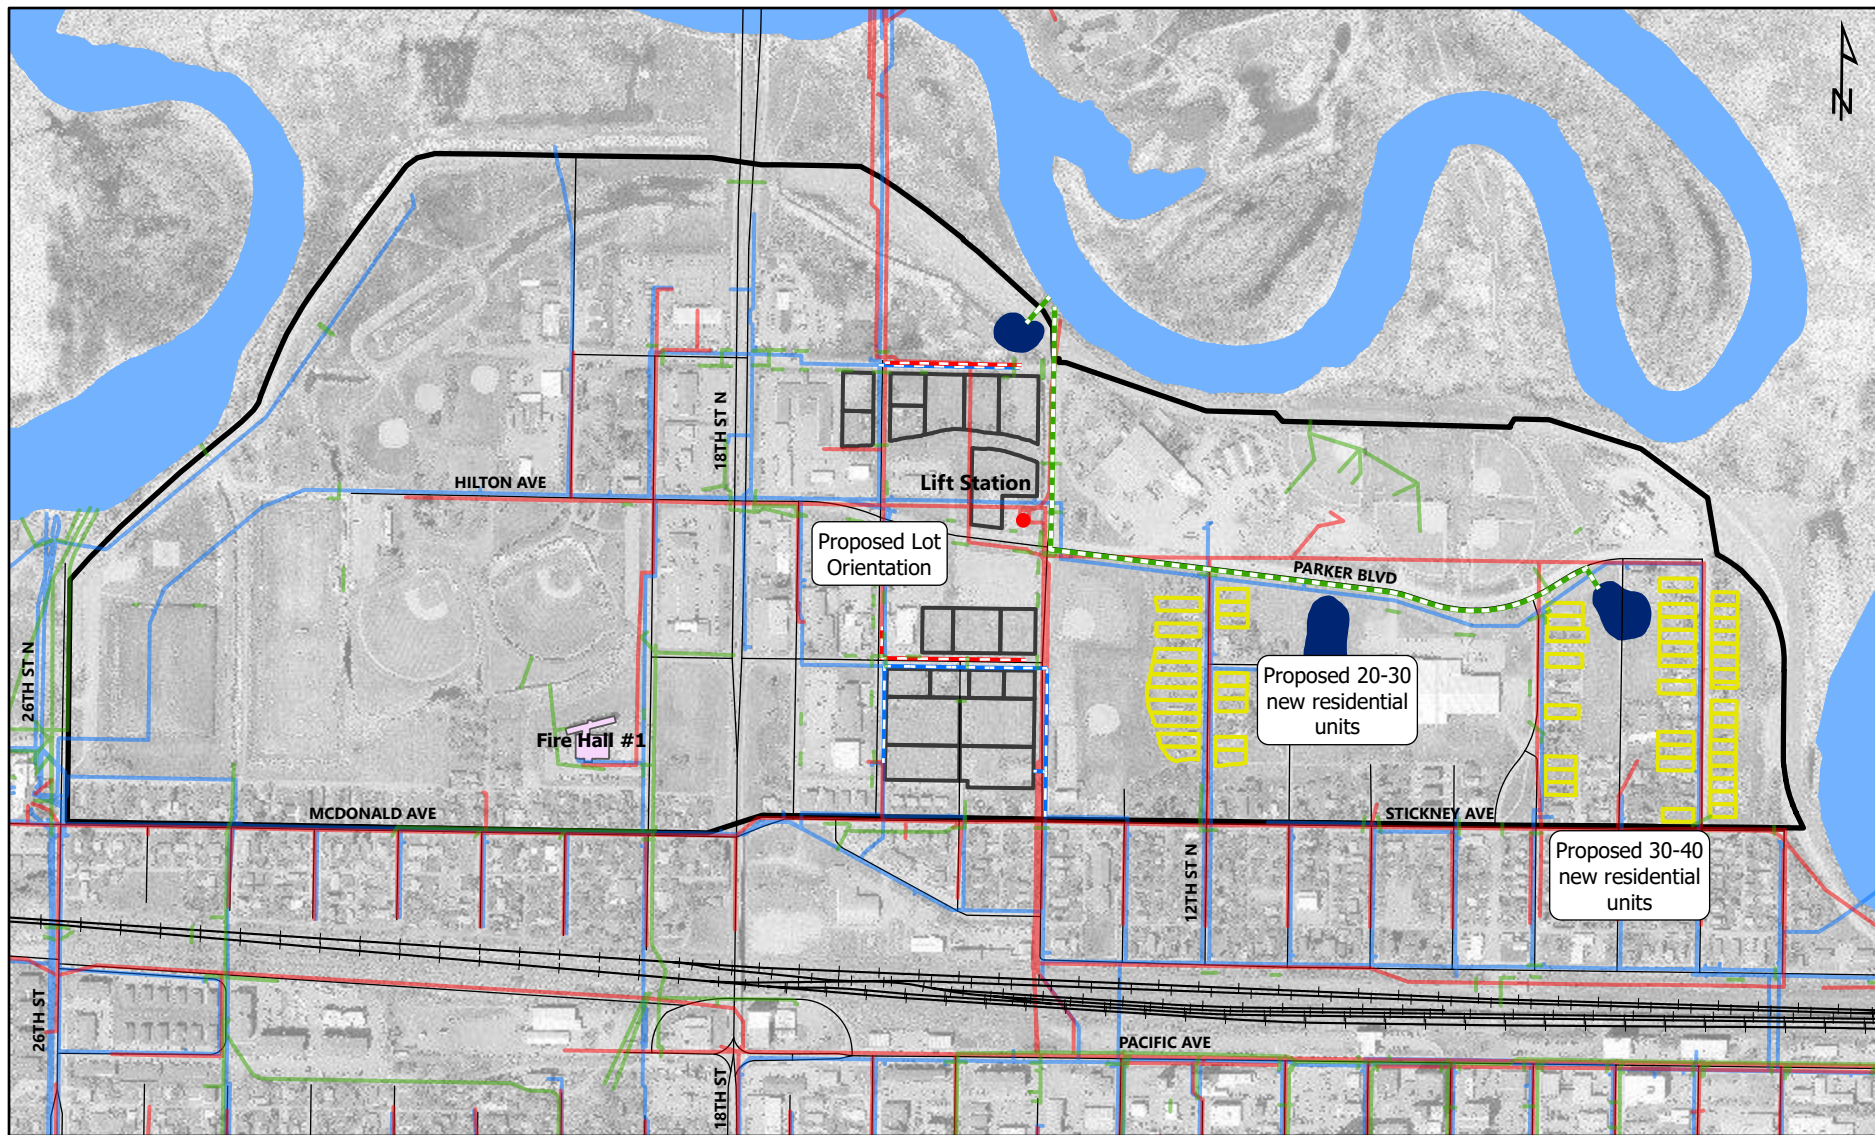 N
18TH ST N
HILTON AVE
Lift Station
Proposed Lot
Orientation
PARKER BLVD
26TH ST N
Fire Hall #1
Proposed 20-30
new residential
units
MCDONALD AVE
STICKNEY AVE
12TH ST N
Proposed 30-40
new residential
units
26TH ST
18TH ST
PACIFIC AVE